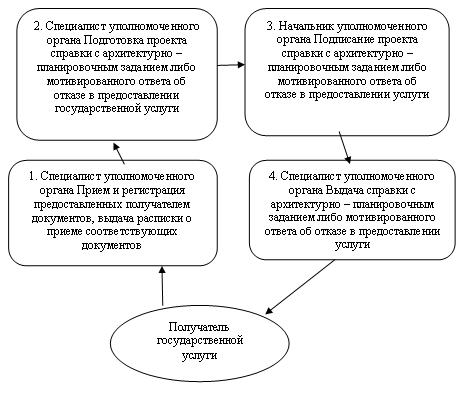 2. Специалист уполномоченного
органа Подготовка проекта
справки с архитектурно –
планировочным заданием либо
мотивированного ответа об
отказе в предоставлении
государственной услуги
3. Начальник уполномоченного
органа Подписание проекта
справки с архитектурно –
планировочным заданием либо
мотивированного ответа об
отказе в предоставлении услуги
1. Специалист уполномоченного
органа Прием и регистрация
предоставленных получателем
документов, выдача расписки о
приеме соответствующих
документов
4. Специалист уполномоченного
органа Выдача справки с
архитектурно – планировочным
заданием либо мотивированного
ответа об отказе в предоставлении
услуги
Получатель
государственной
услуги